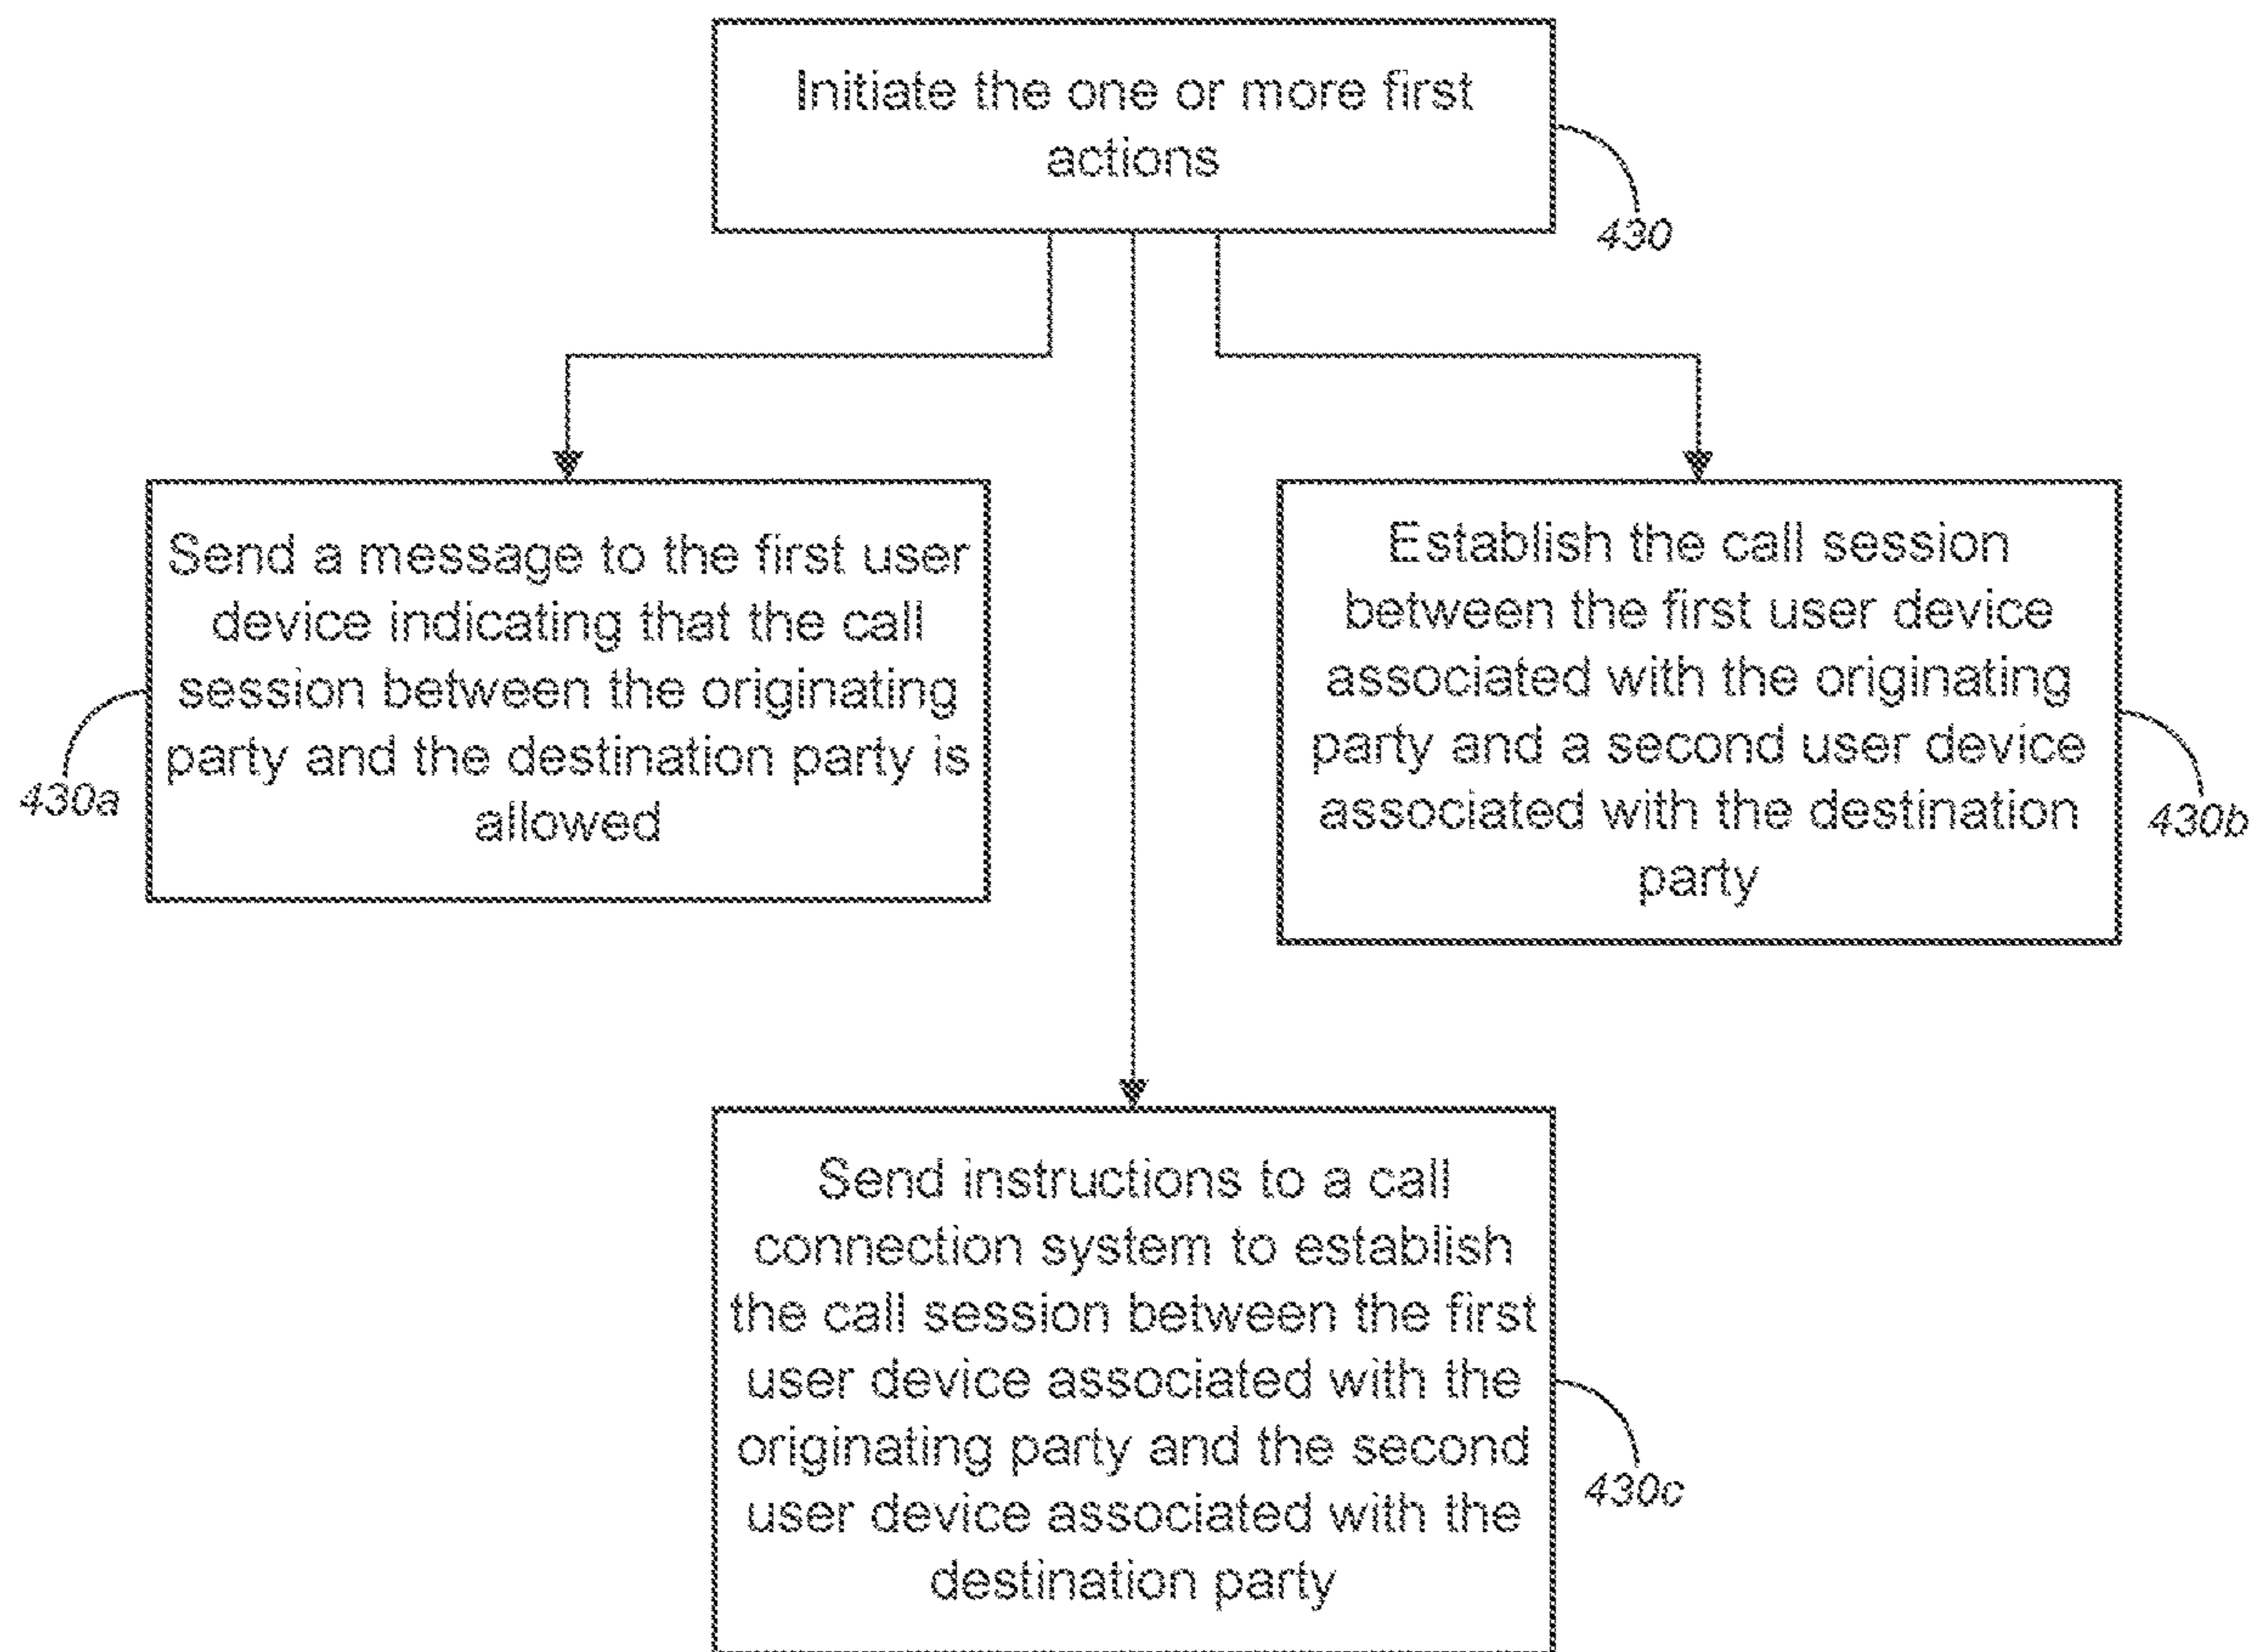 Initiate the one or more first
actions
430
Send a message to the first user
device indicating that the call
session between the originating
party and the destination party is
allowed
430a
Establish the call session
between the first user device
associated with the originating
party and a second user device
associated with the destination
party
430b
Send instructions to a call
connection system to establish
the call session between the first
user device associated with the
originating party and the second
user device associated with the
destination party
430c